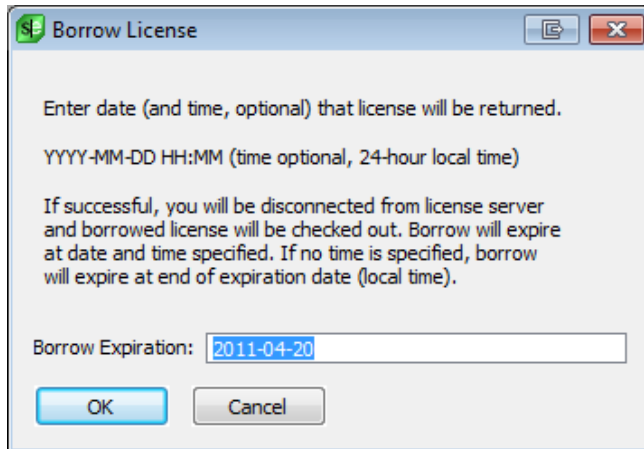 Borrow License
Enter date (and time, optional) that license will be returned.
YYYY-MM-DD HH:MM (time optional, 24-hour local time)
If successful, you will be disconnected from license server
and borrowed license will be checked out. Borrow will expire
at date and time specified. If no time is specified, borrow
will expire at end of expiration date (local time).
Borrow Expiration: 2011-04-20
OK Cancel